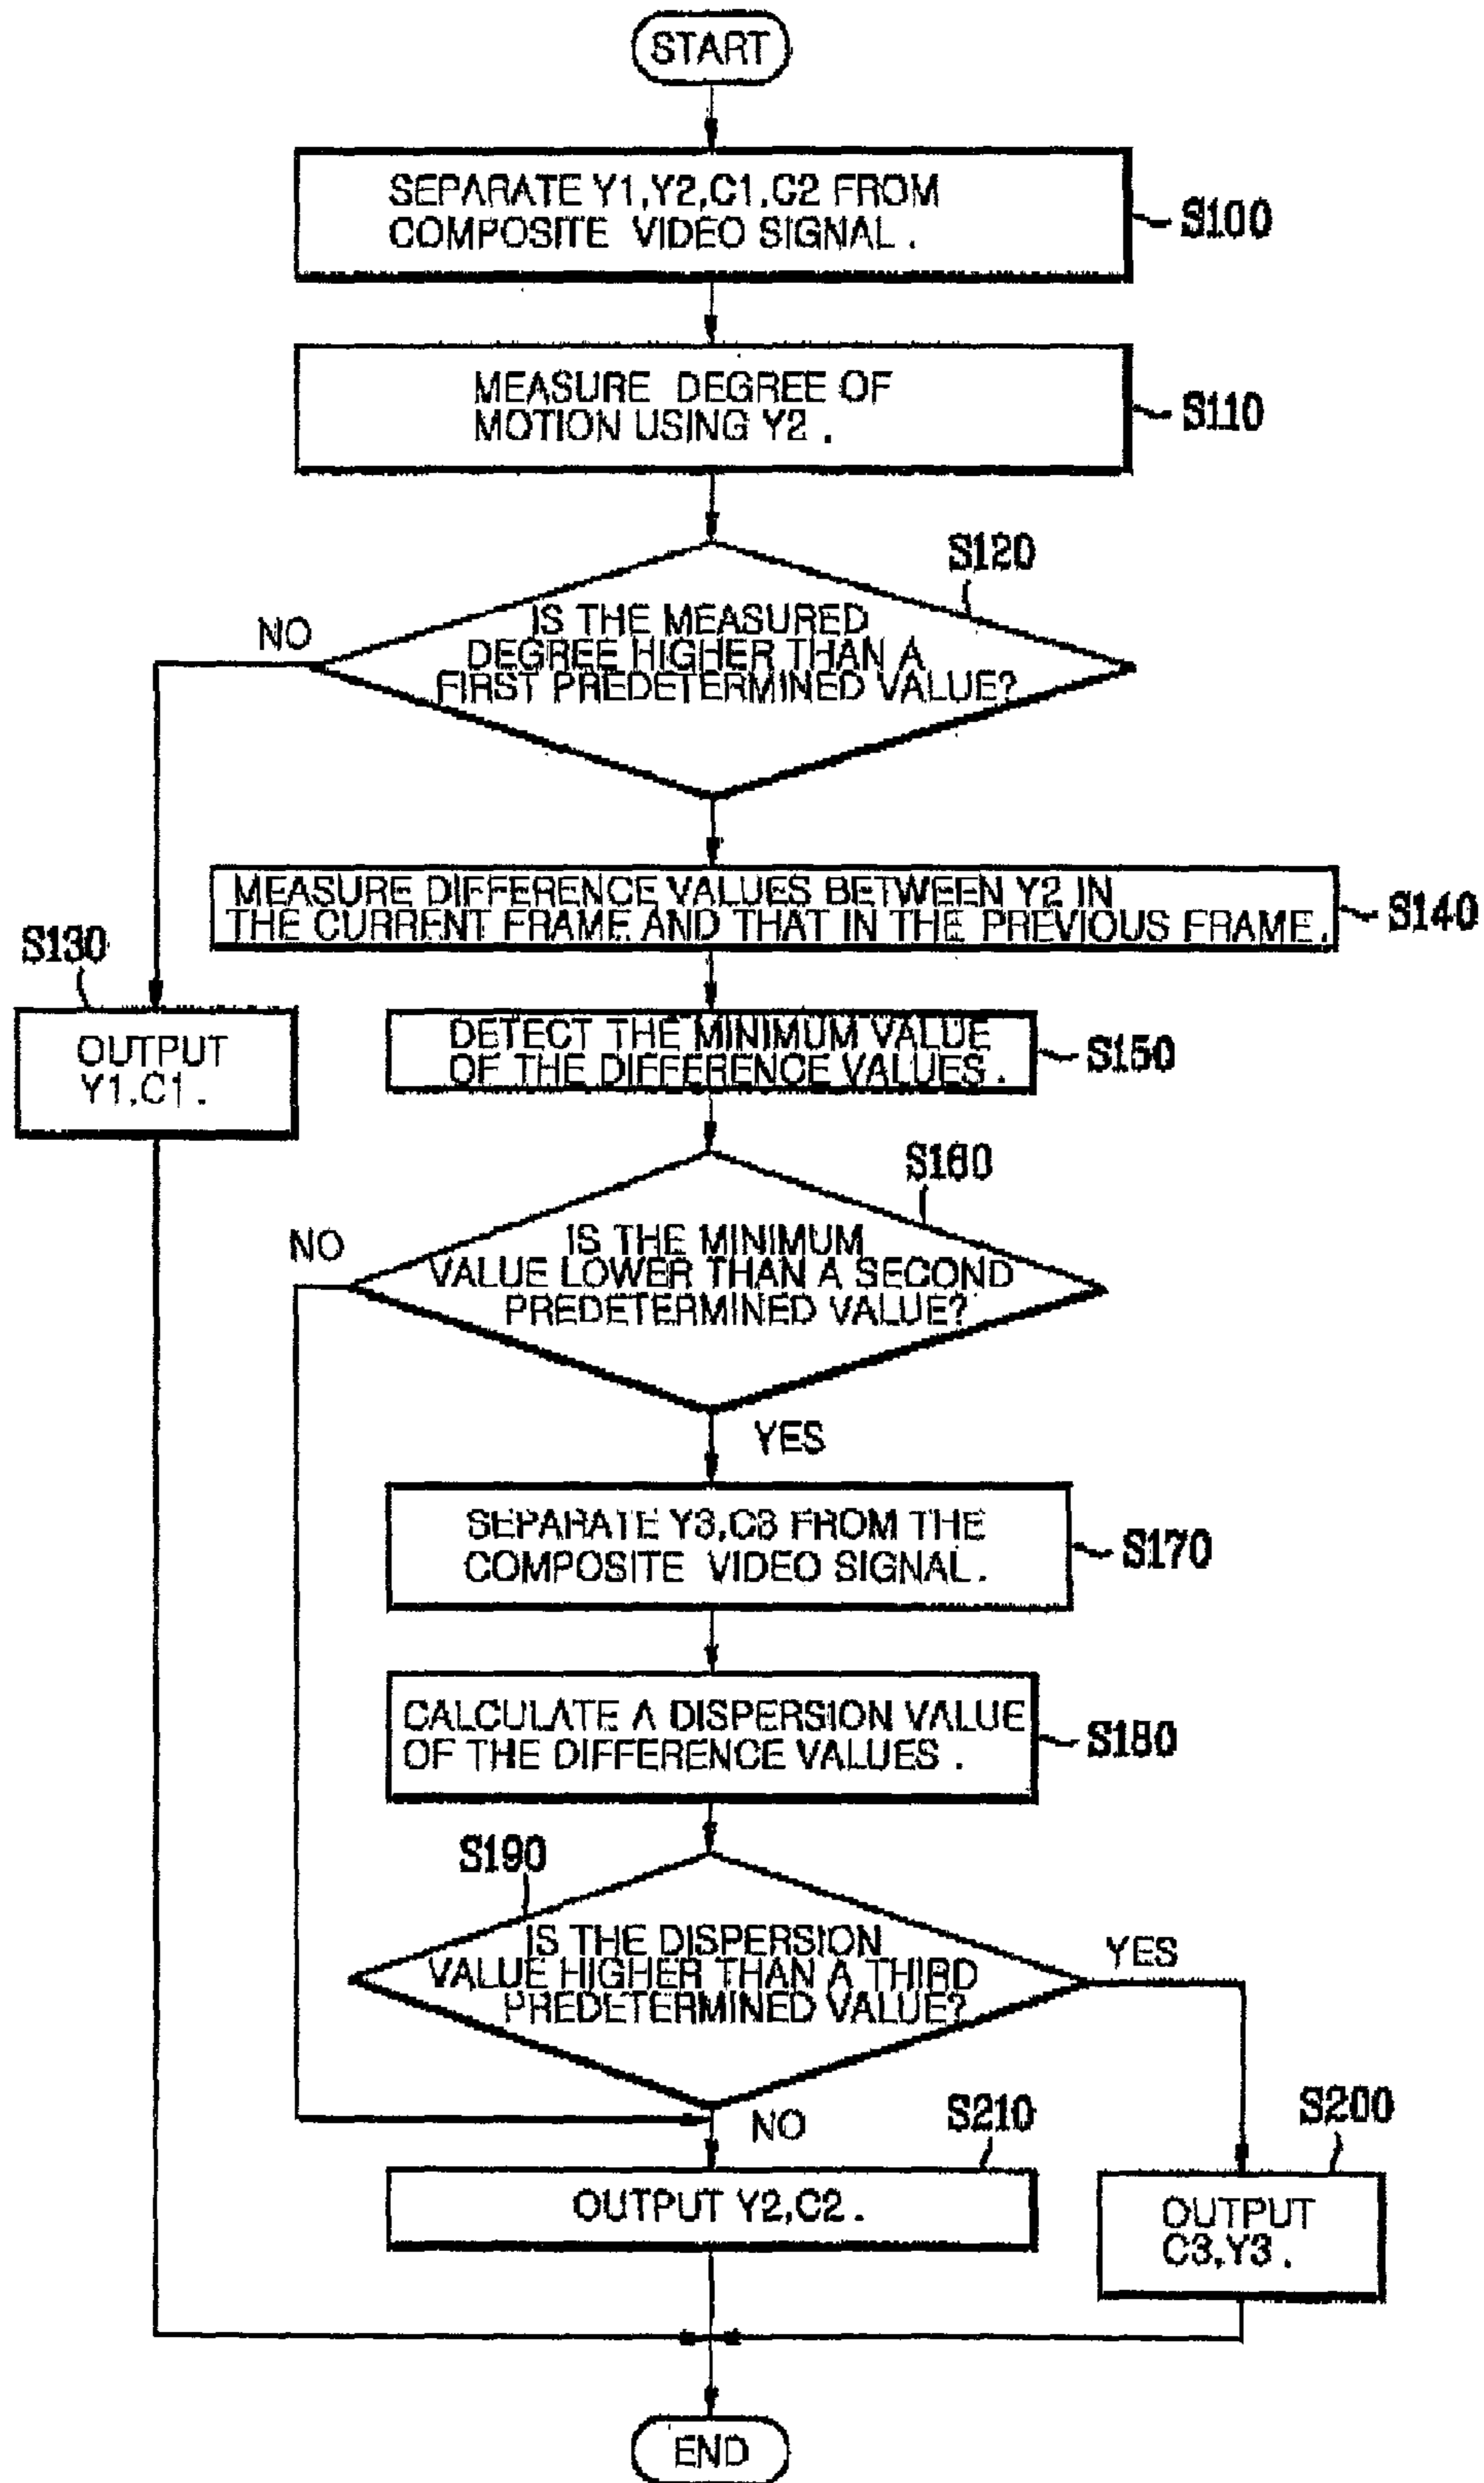 START
SEPARATE Y1,Y2,C1,C2 FROM
COMPOSITE VIDEO SIGNAL.
S100
MEASURE DEGREE OF
MOTION USING Y2.
S110
S120
NO
IS THE MEASURED
DEGREE HIGHER THAN A
FIRST PREDETERMINED VALUE?
MEASURE DIFFERENCE VALUES BETWEEN Y2 IN
THE CURRENT FRAME AND THAT IN THE PREVIOUS FRAME.
S140
S130
OUTPUT
Y1,C1.
DETECT THE MINIMUM VALUE
OF THE DIFFERENCE VALUES.
S150
S160
NO
IS THE MINIMUM
VALUE LOWER THAN A SECOND
PREDETERMINED VALUE?
YES
SEPARATE Y3,C3 FROM THE
COMPOSITE VIDEO SIGNAL.
S170
CALCULATE A DISPERSION VALUE
OF THE DIFFERENCE VALUES.
S180
S190
IS THE DISPERSION
VALUE HIGHER THAN A THIRD
PREDETERMINED VALUE?
YES
NO
S210
S200
OUTPUT Y2,C2.
OUTPUT
C3,Y3.
END